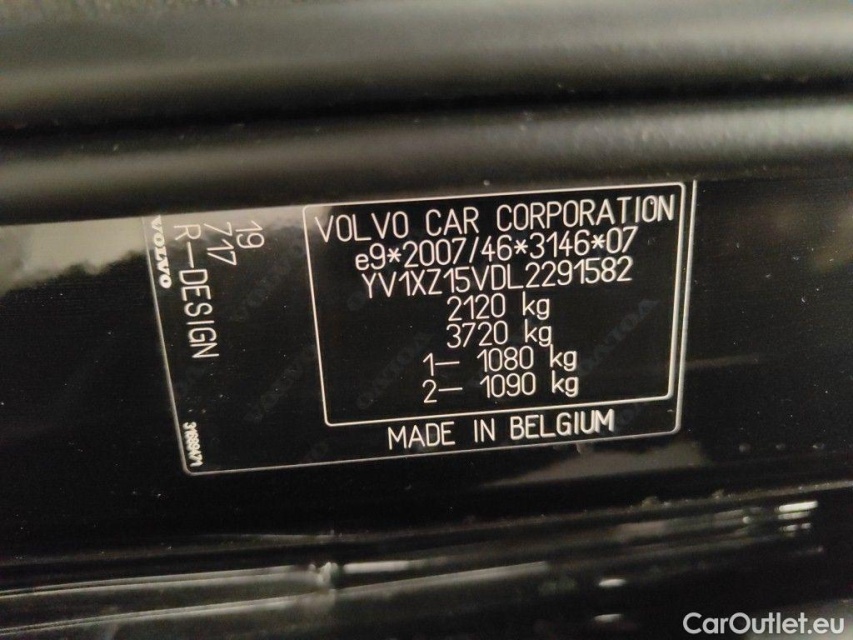 VOLVO CAR CORPORATION
e9*2007/46*3146*07
YV1XZ15VDL2291582
2120 kg
3720 kg
1— 1080 kg
2— 1090 kg
MADE IN BELGIUM
19
717
R—DESIGN
VOLVO
CarOutlet.eu